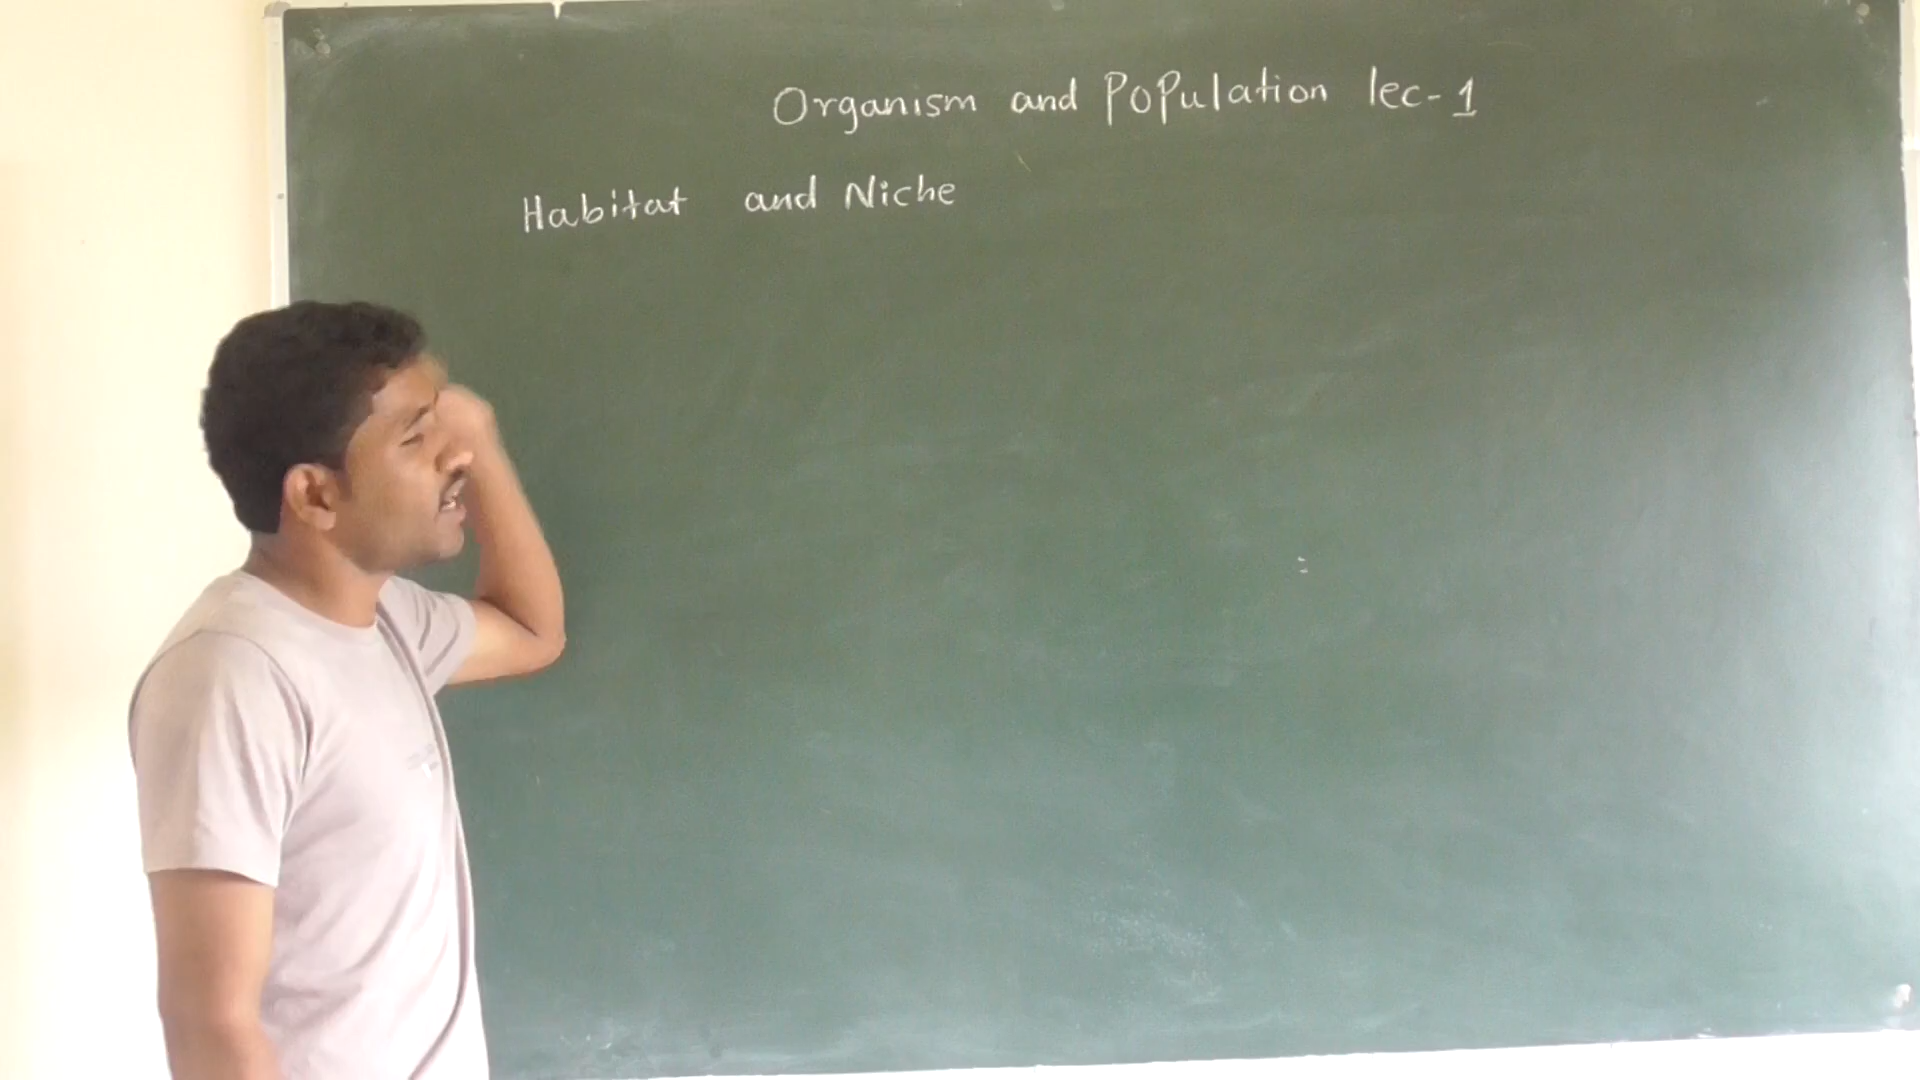 Organism and Population lec-1
Habitat and Niche